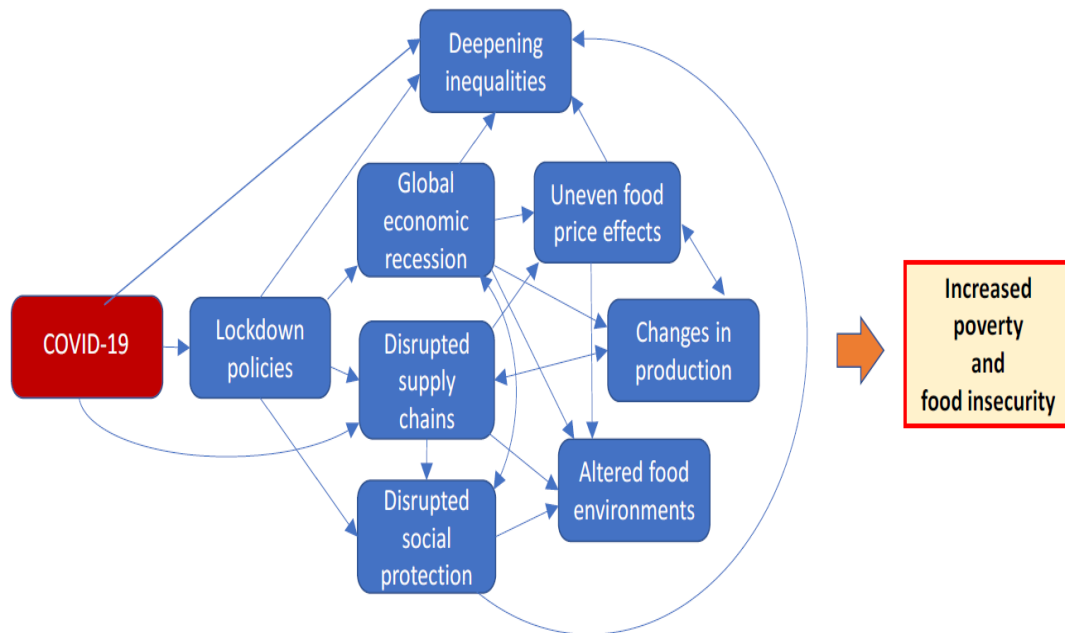 Deepening
inequalities
Global
economic
recession
Uneven food
price effects
COVID-19
Lockdown
policies
Disrupted
supply
chains
Changes in
production
Disrupted
social
protection
Altered food
environments
Increased
poverty
and
food insecurity